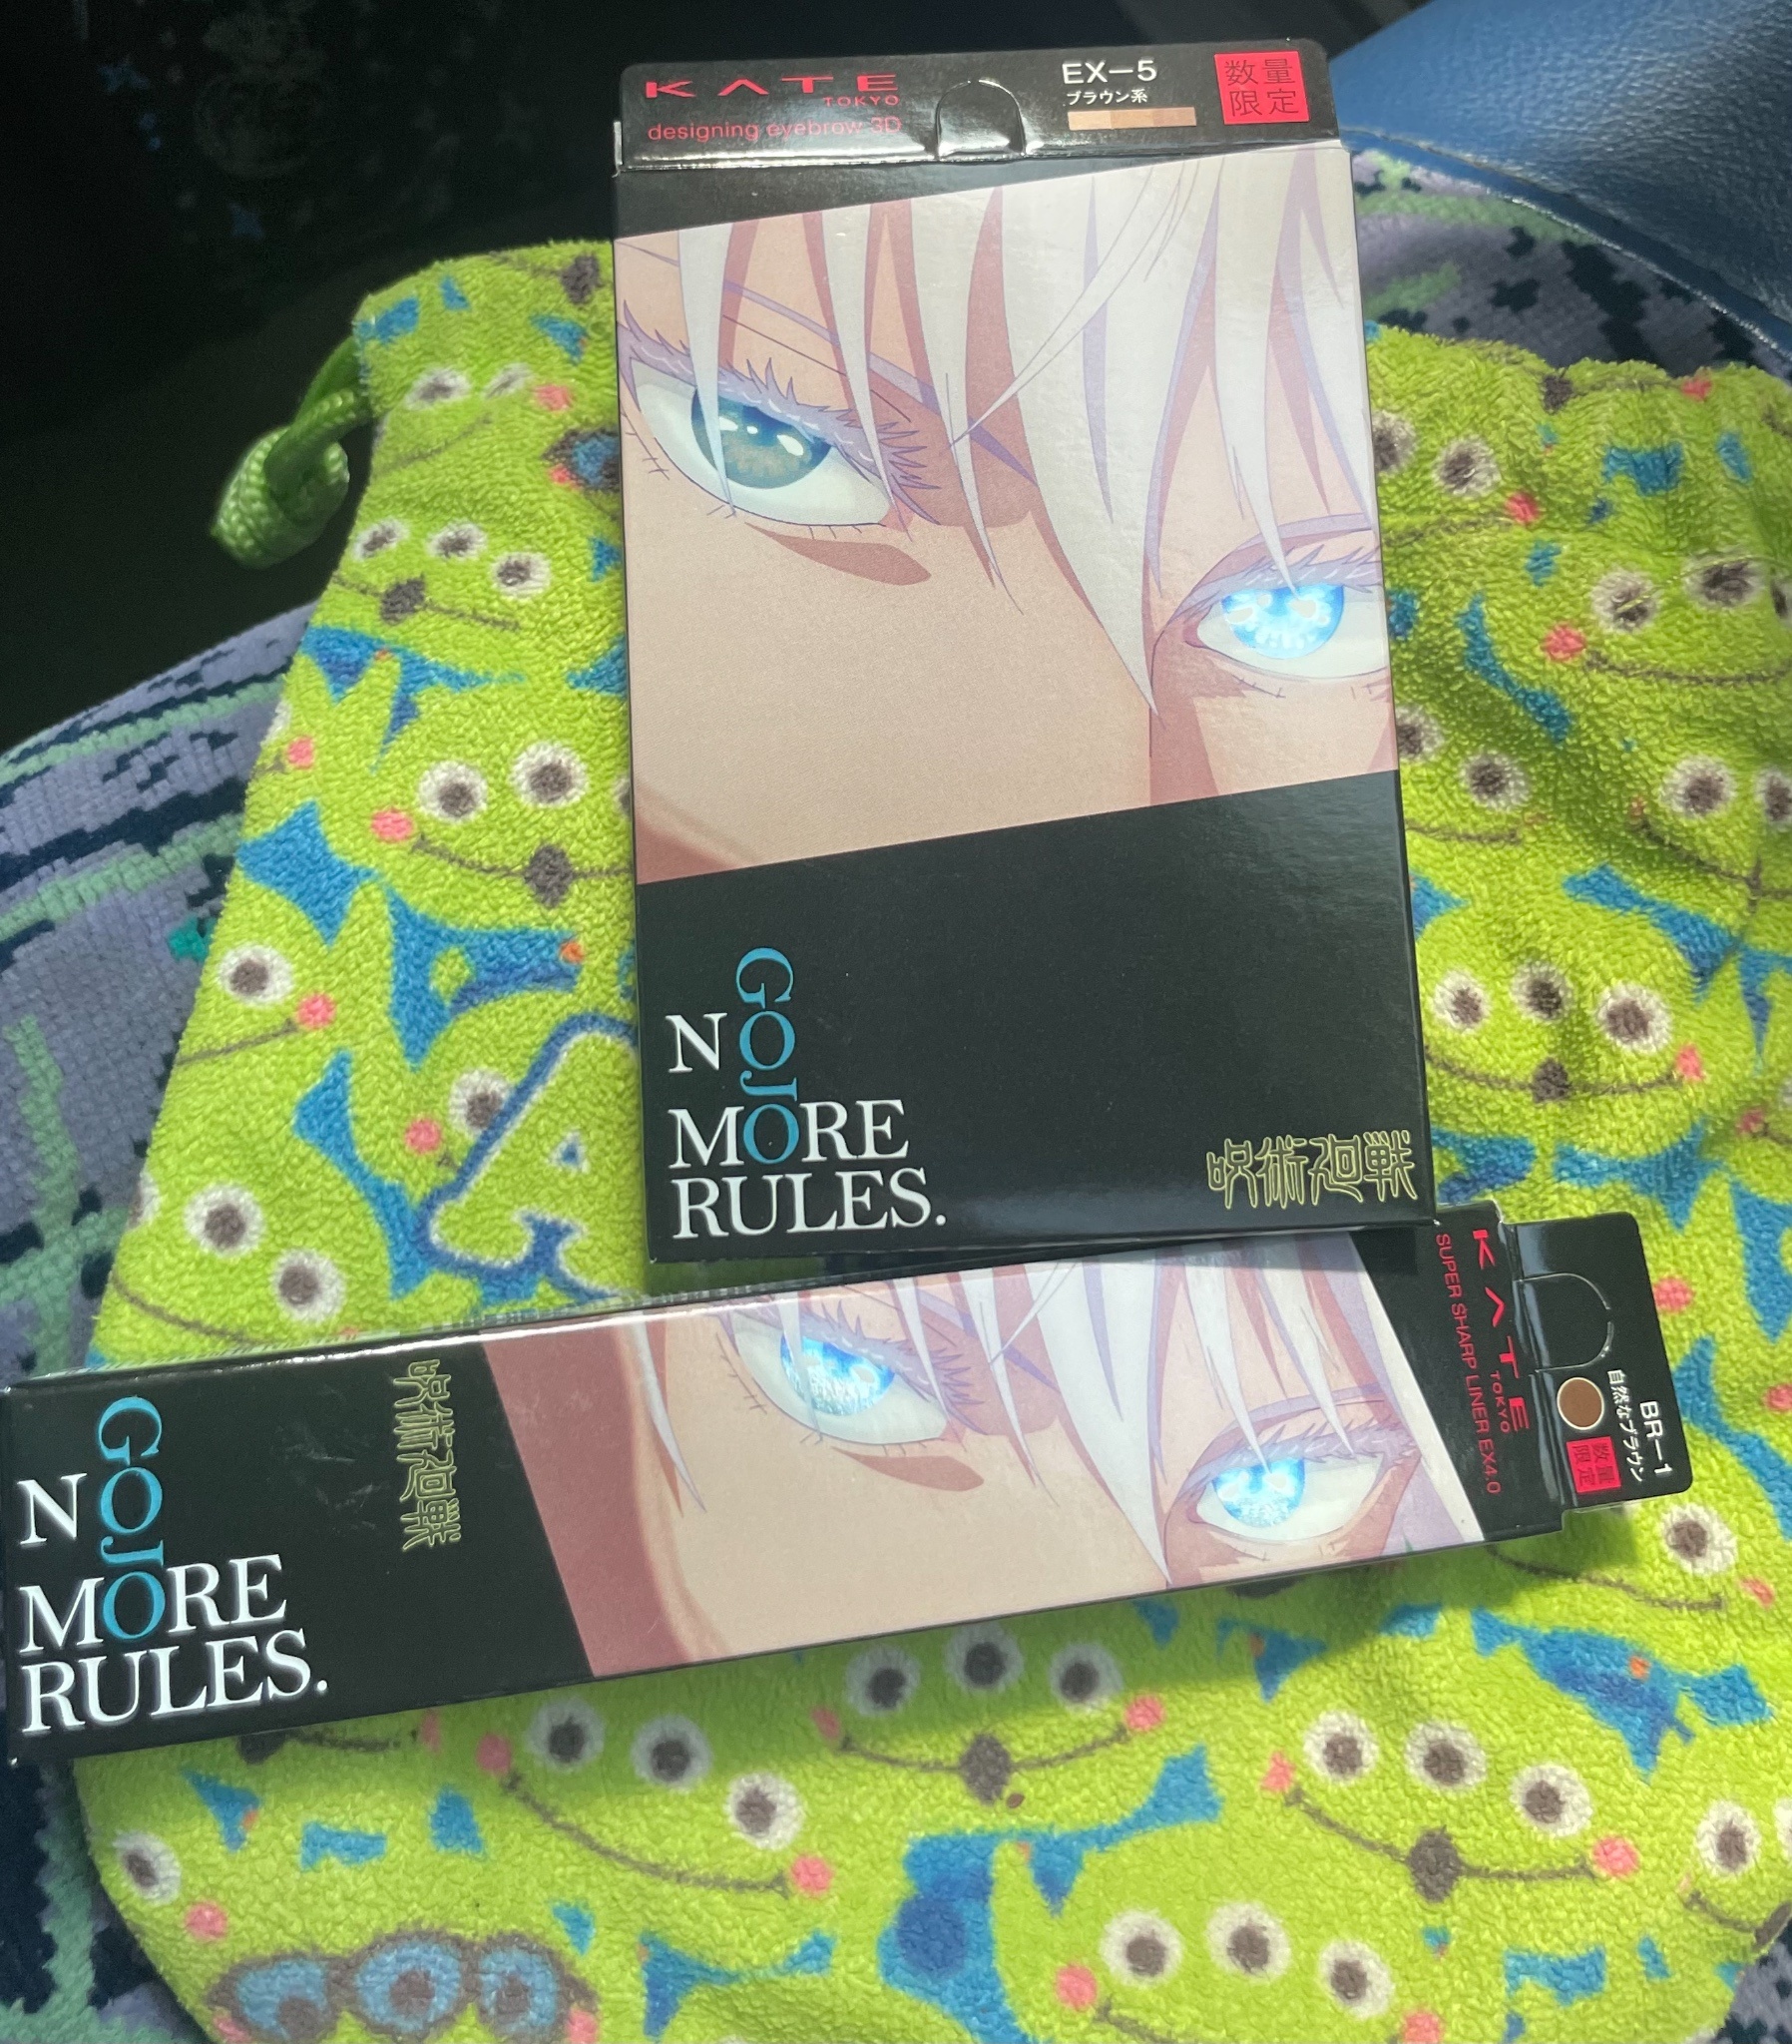 KATE
TOKYO
designing eyebrow 3D
EX-5
ブラウン系
数量
限定
GOJO
NO
MORE
RULES.
呪術廻戦
KATE
TOKYO
SUPER SHARP LINER EX4.0
BR-1
自然なブラウン
数量
限定
呪術廻戦
GOJO
NO
MORE
RULES.
A